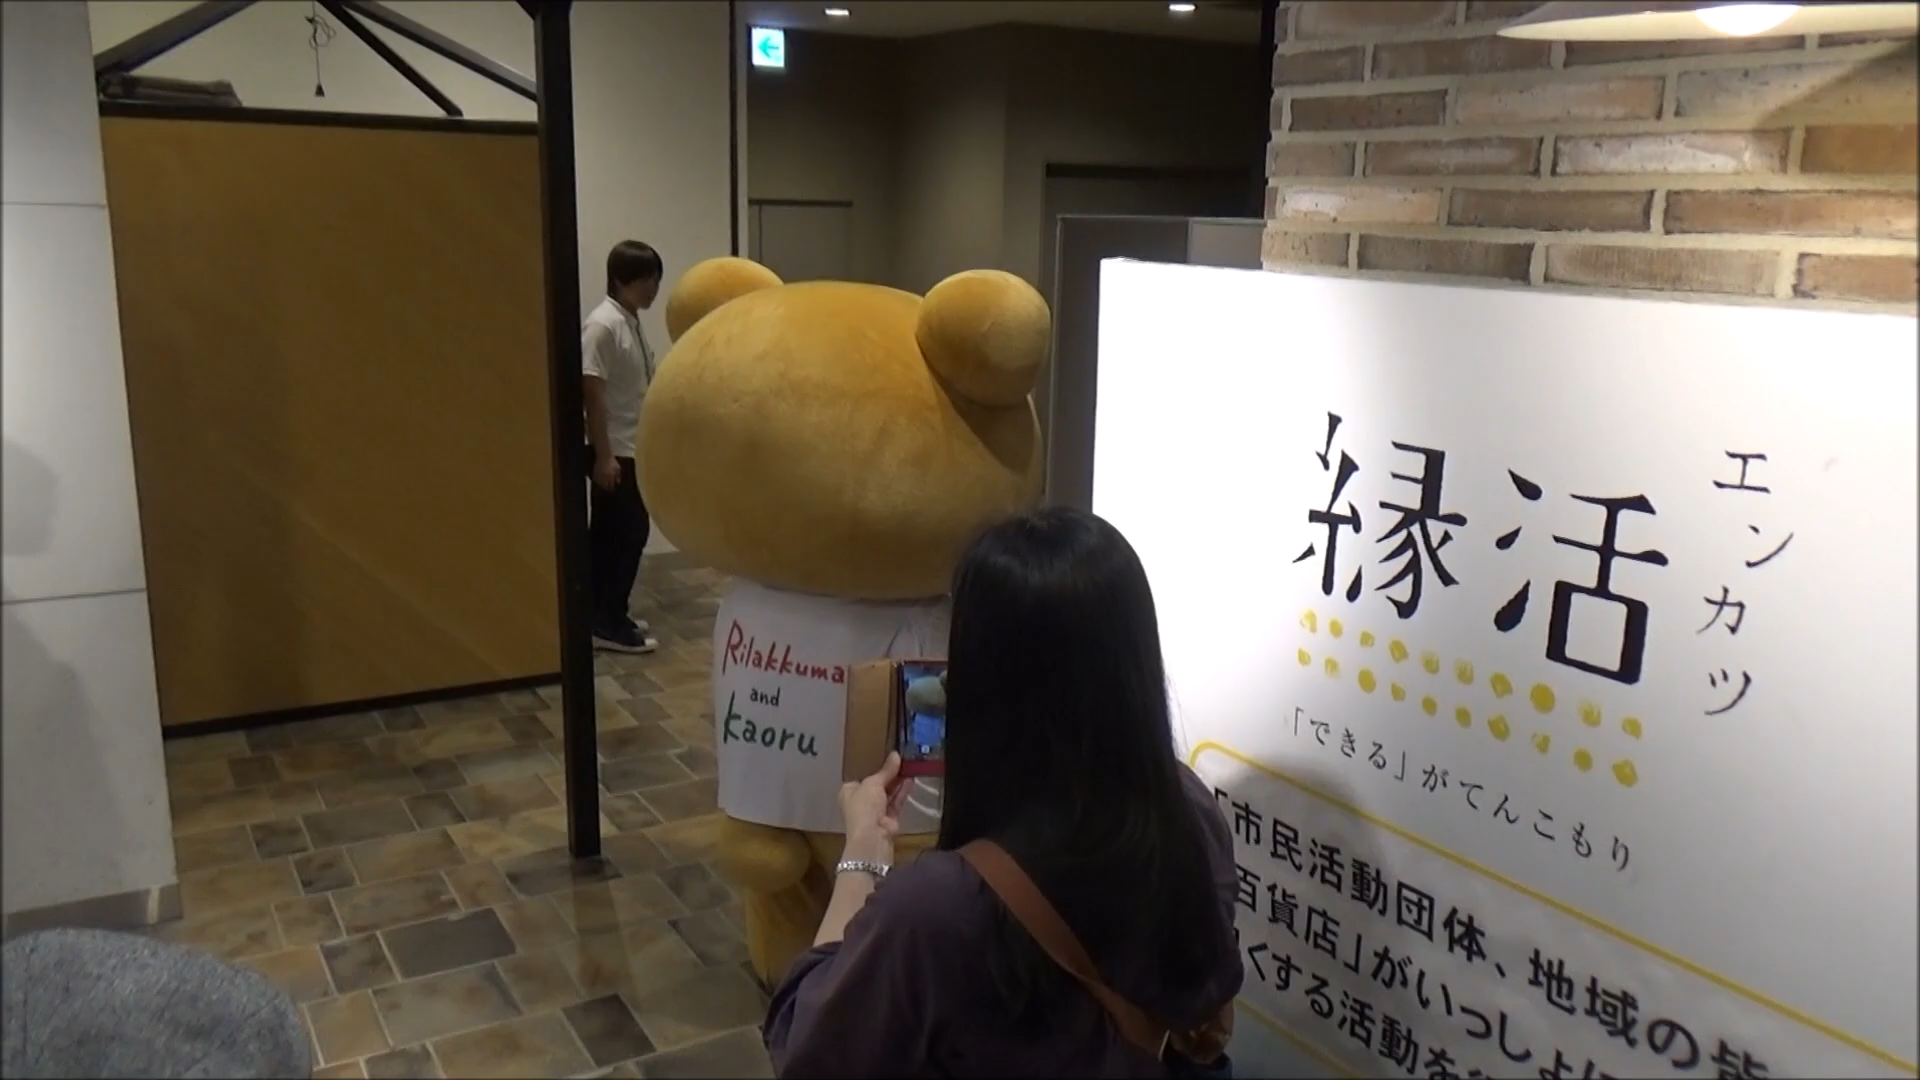 Rilakkuma
and
kaoru
縁活
エンカツ
「できる」がてんこもり
「市民活動団体、地域の皆
百貨店」がいっしょに
くする活動を